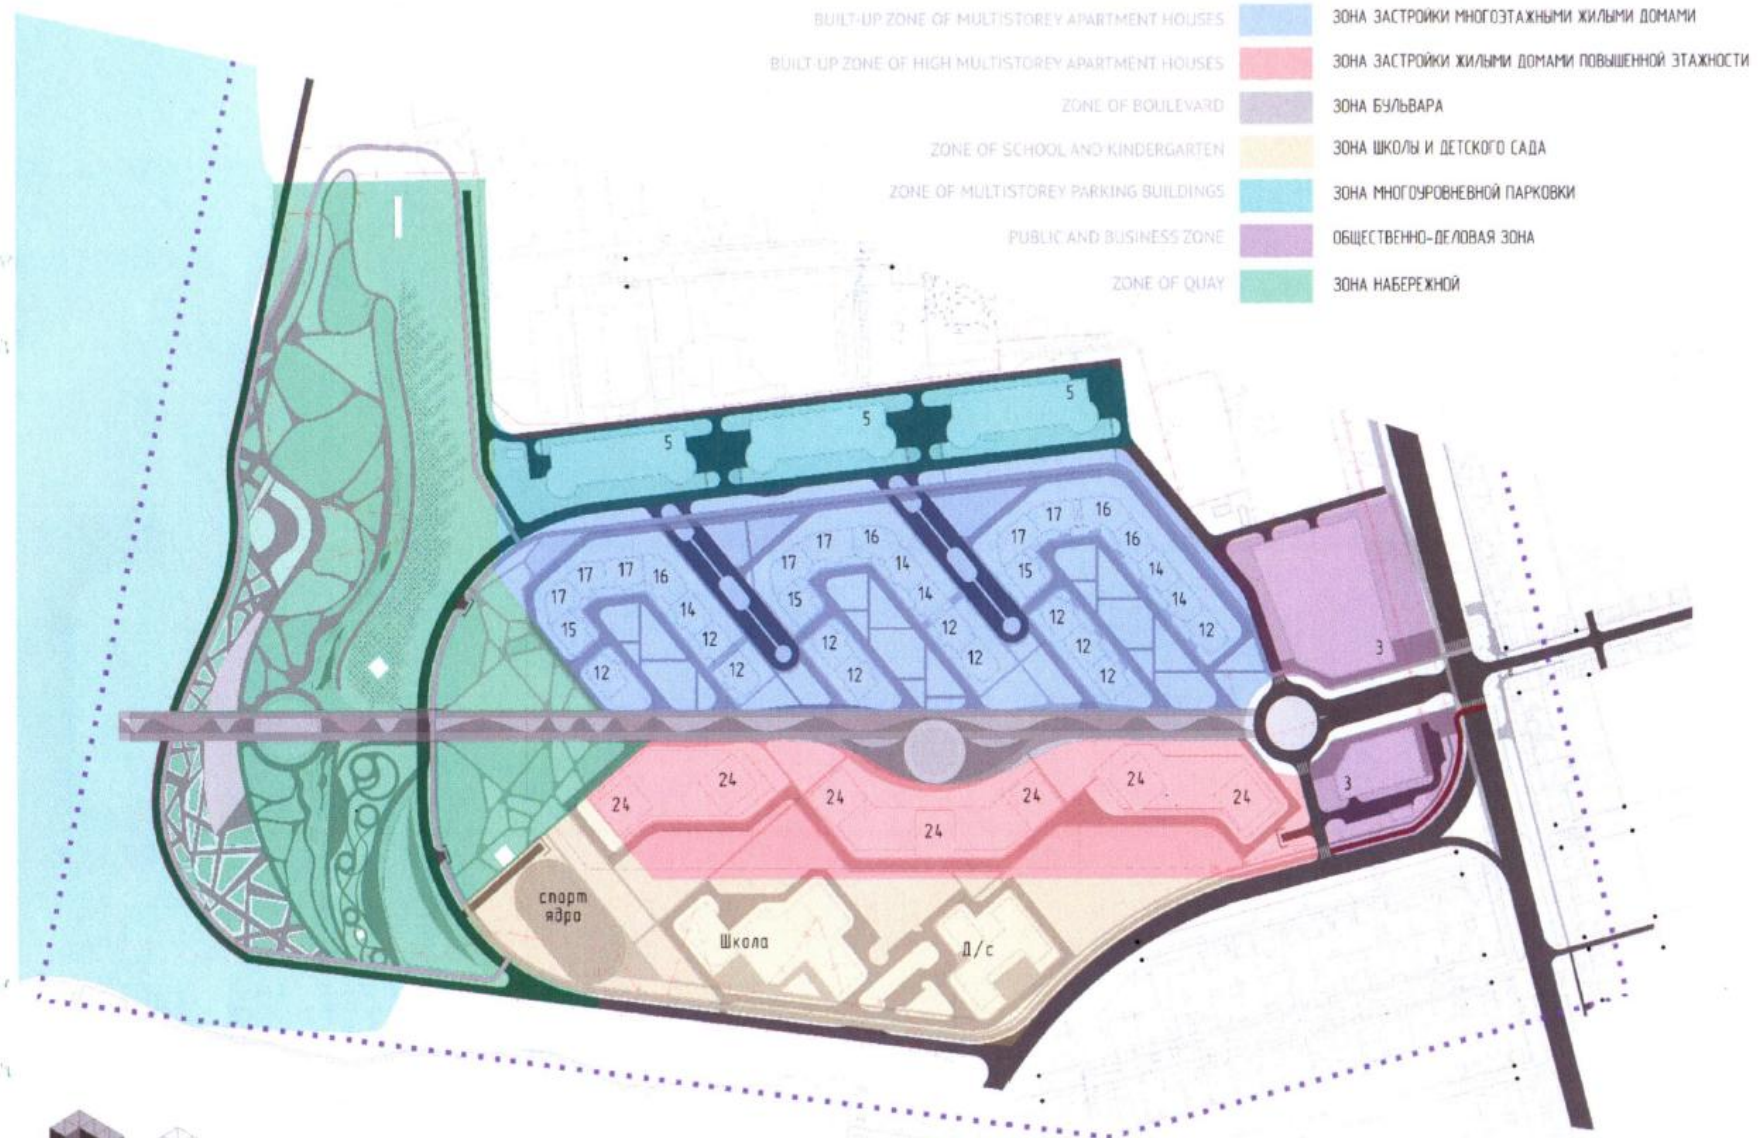 BUILT-UP ZONE OF MULTISTOREY APARTMENT HOUSES ЗОНА ЗАСТРОЙКИ МНОГОЭТАЖНЫМИ ЖИЛЫМИ ДОМАМИ
BUILT-UP ZONE OF HIGH MULTISTOREY APARTMENT HOUSES ЗОНА ЗАСТРОЙКИ ЖИЛЫМИ ДОМАМИ ПОВЫШЕННОЙ ЭТАЖНОСТИ
ZONE OF BOULEVARD ЗОНА БУЛЬВАРА
ZONE OF SCHOOL AND KINDERGARTEN ЗОНА ШКОЛЫ И ДЕТСКОГО САДА
ZONE OF MULTISTOREY PARKING BUILDINGS ЗОНА МНОГОУРОВНЕВНОЙ ПАРКОВКИ
PUBLIC AND BUSINESS ZONE ОБЩЕСТВЕННО-ДЕЛОВАЯ ЗОНА
ZONE OF QUAY ЗОНА НАБЕРЕЖНОЙ
5 5 5
17 17 17 16 15 14 12 12 12
17 17 16 15 14 14 12 12 12 12
17 17 16 16 15 14 14 12 12 12 12
3
3
24 24 24 24 24 24 24
спорт
ядро
Школа
Д/с